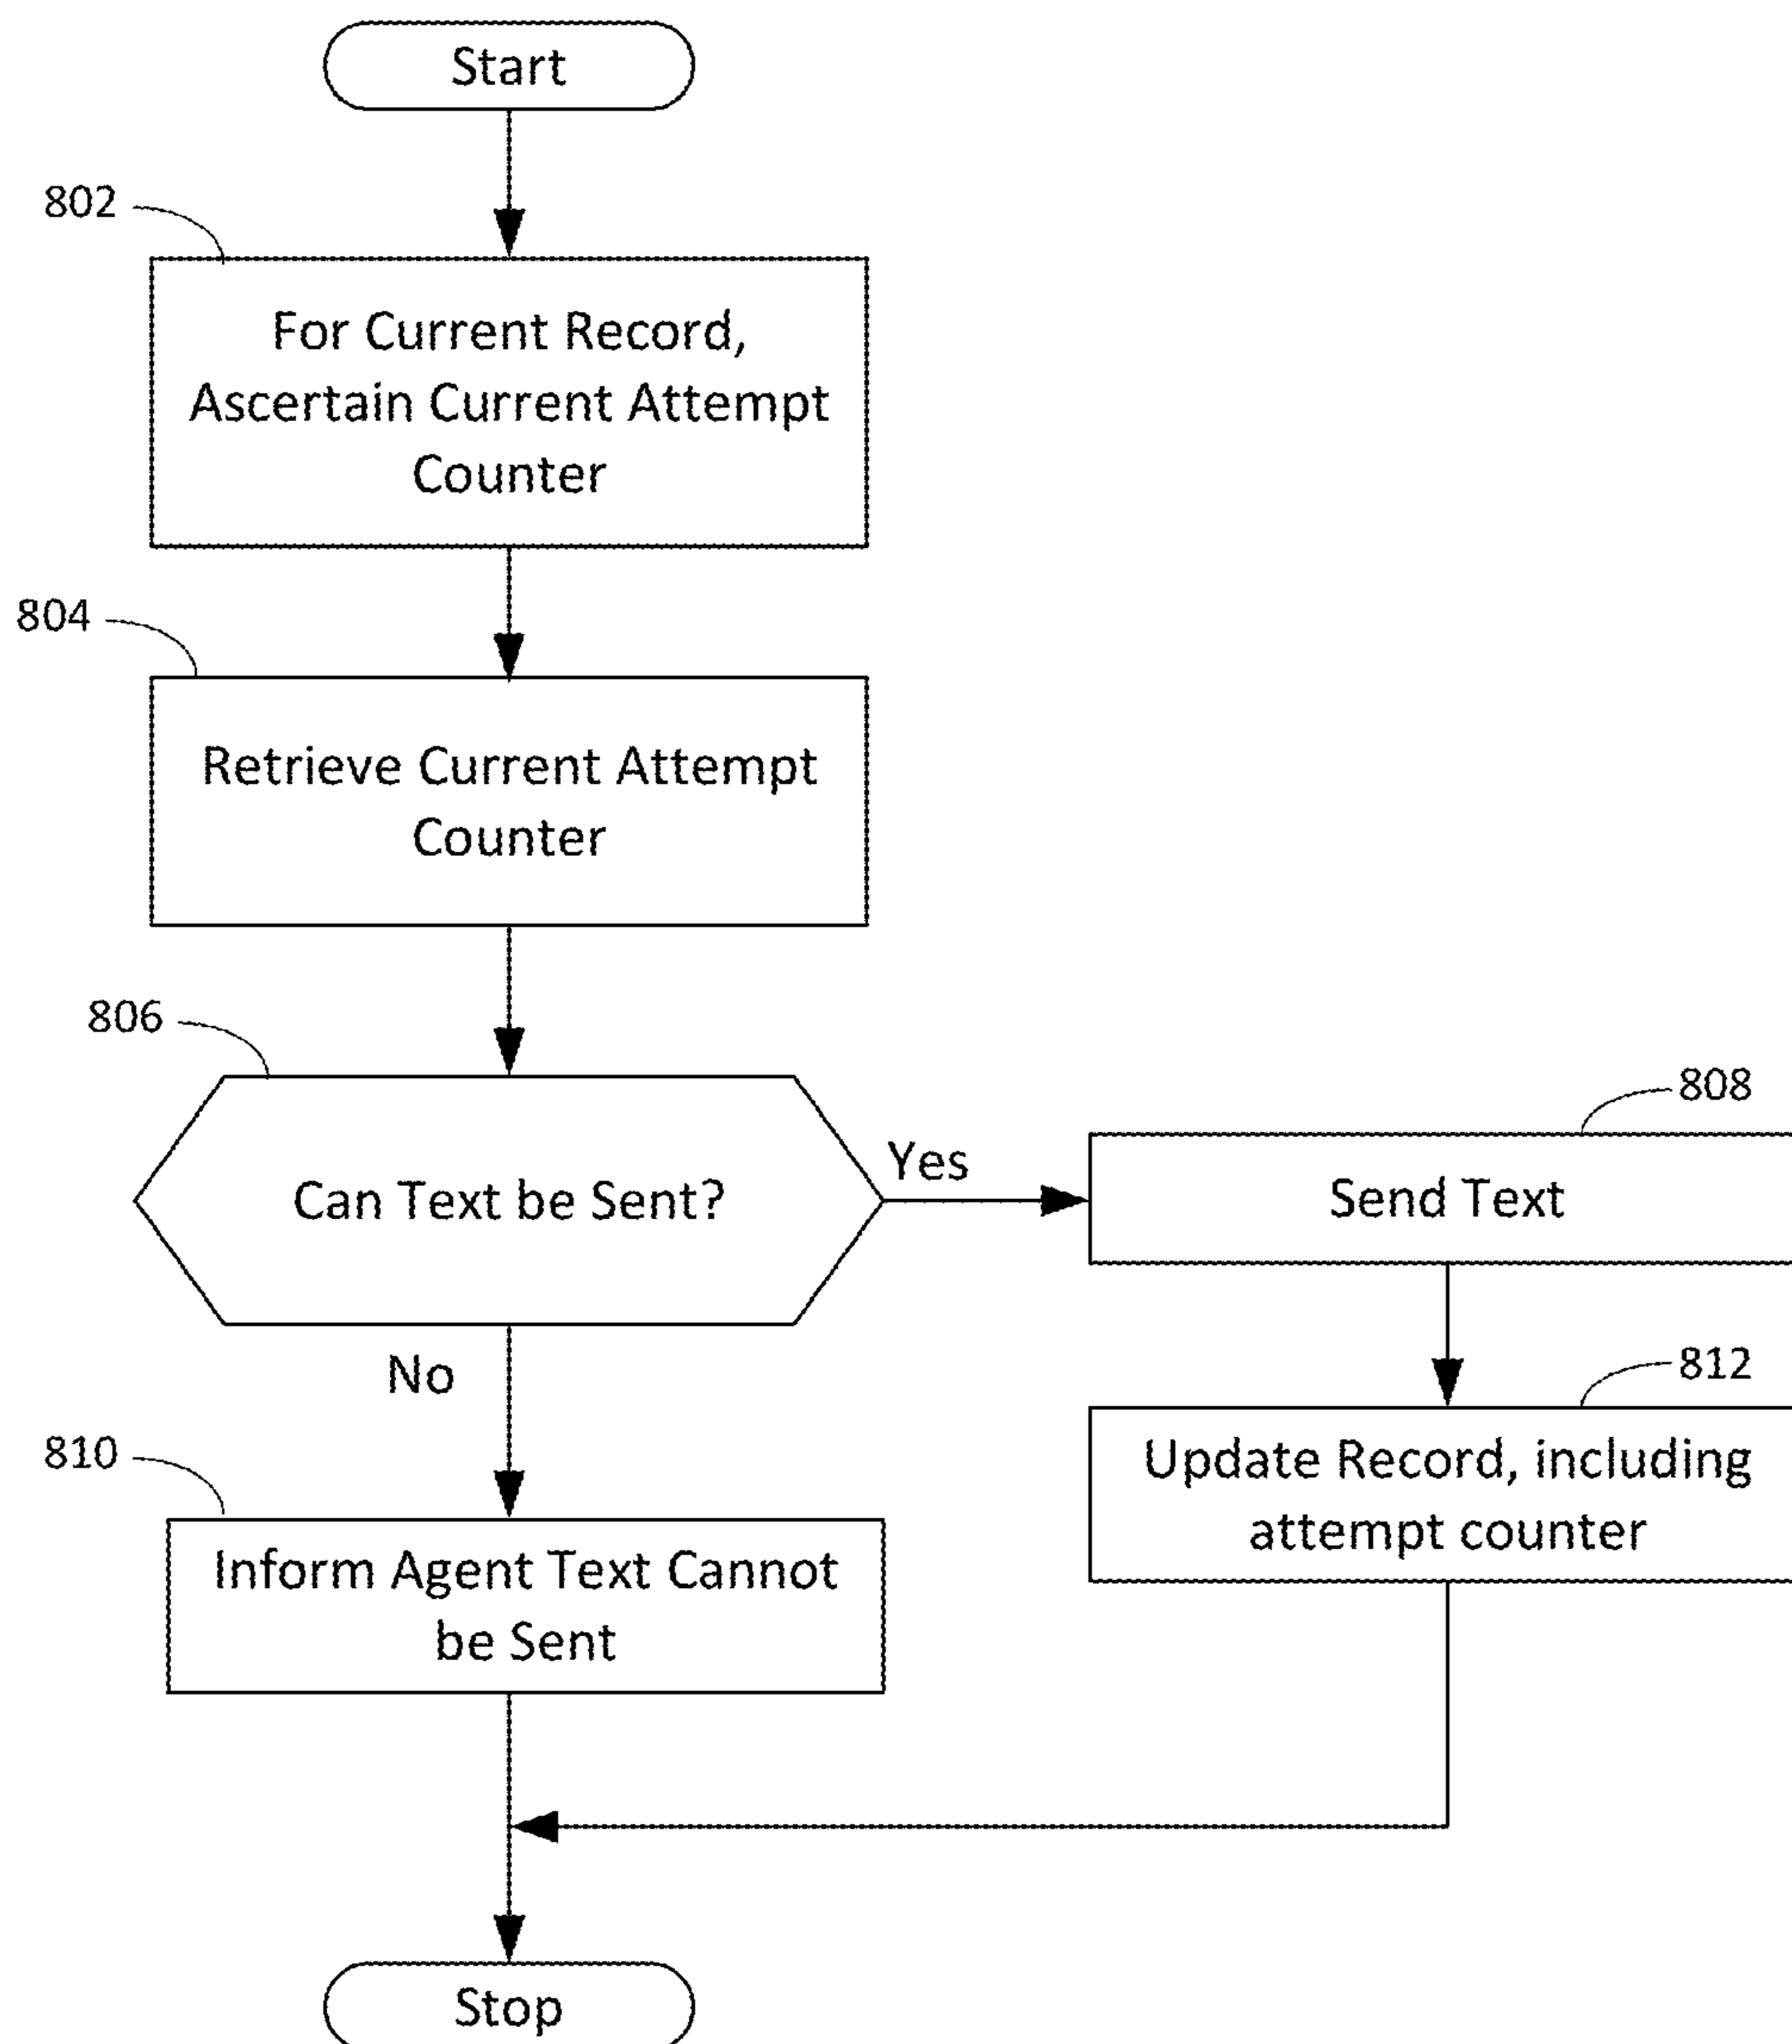 Start
802
For Current Record,
Ascertain Current Attempt
Counter
804
Retrieve Current Attempt
Counter
806
Can Text be Sent?
Yes
808
Send Text
No
812
Update Record, including
attempt counter
810
Inform Agent Text Cannot
be Sent
Stop